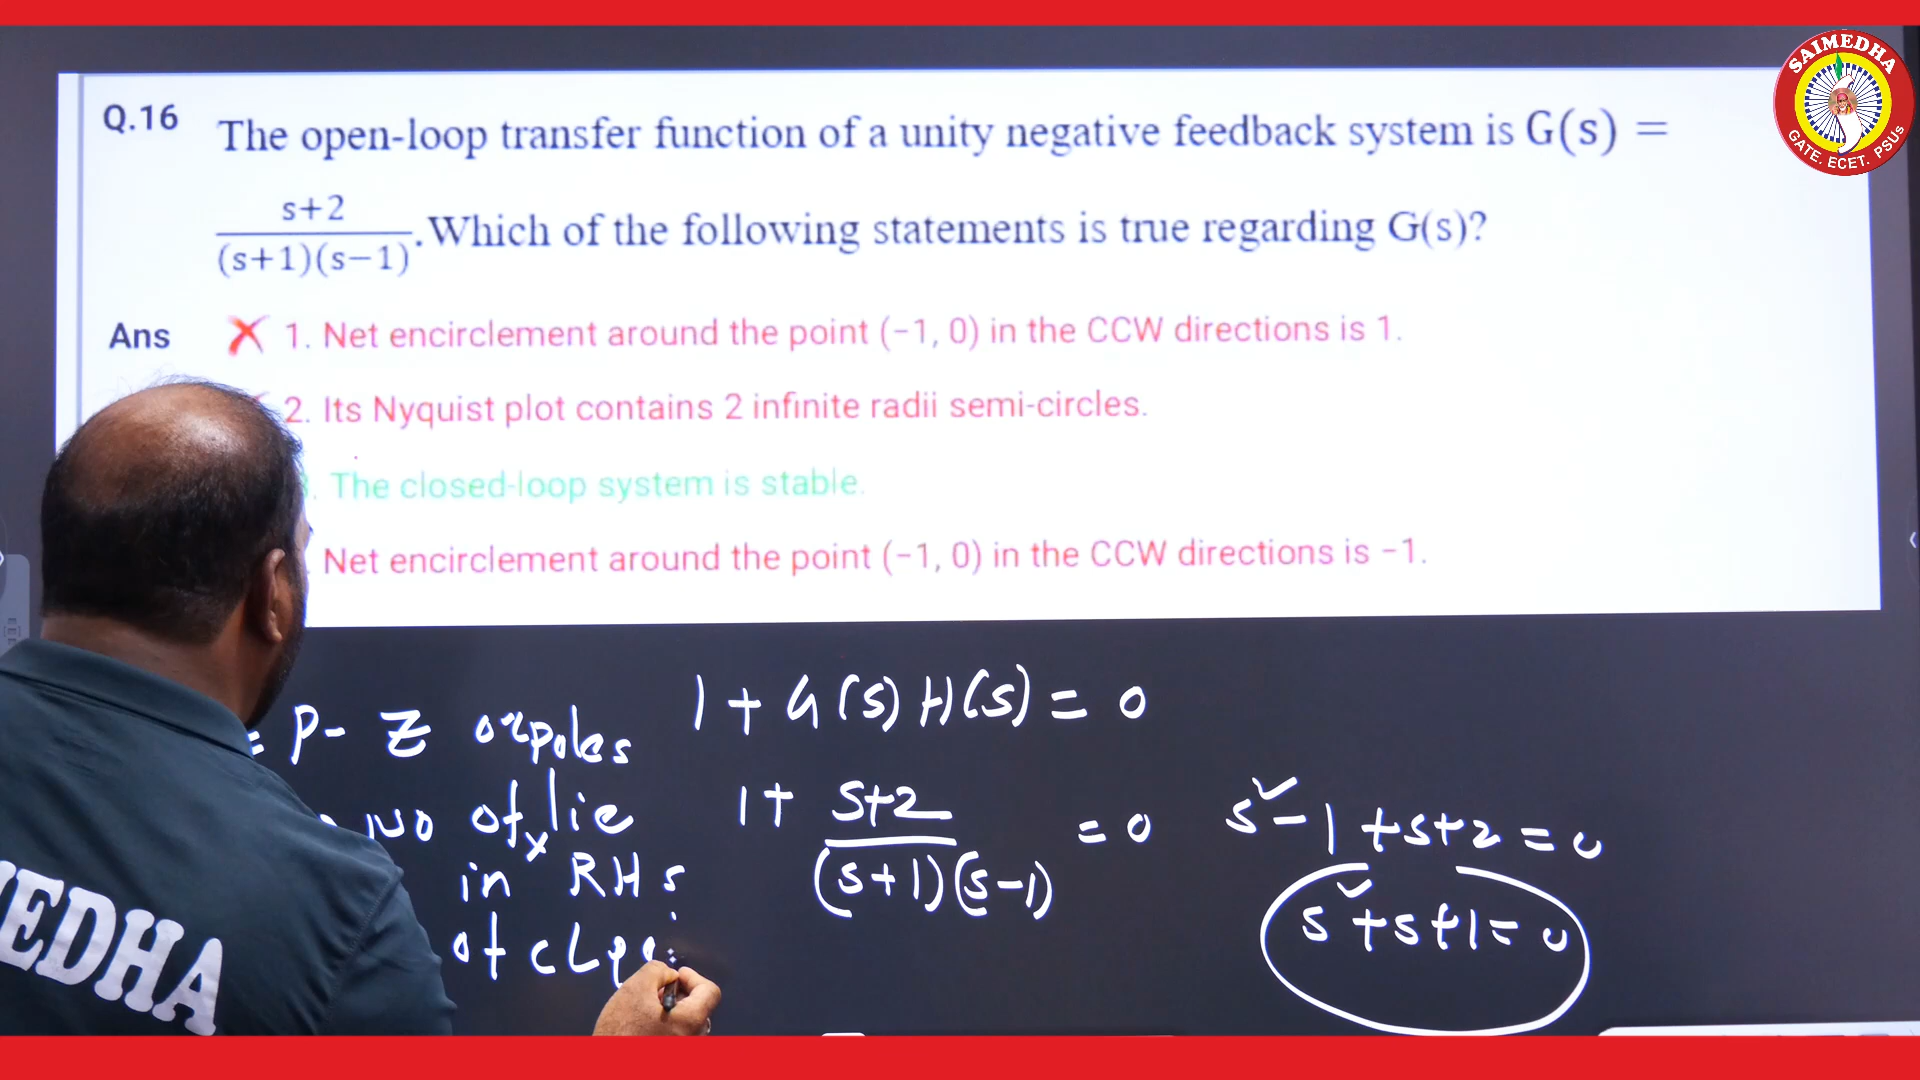 SAIMEDHA
GATE. ECET. PSUs
Q.16 The open-loop transfer function of a unity negative feedback system is G(s) =
s+2
(s+1)(s−1)
.Which of the following statements is true regarding G(s)?
Ans 1. Net encirclement around the point (−1, 0) in the CCW directions is 1.
2. Its Nyquist plot contains 2 infinite radii semi-circles.
. The closed-loop system is stable.
. Net encirclement around the point (−1, 0) in the CCW directions is −1.
1 + G(s) H(s) = 0
= P - Z or poles
No of lie
in RHs
of
1 + s+2 / (s+1)(s-1) = 0
s² - 1 + s + 2 = 0
s² + s + 1 = 0
MEDHA